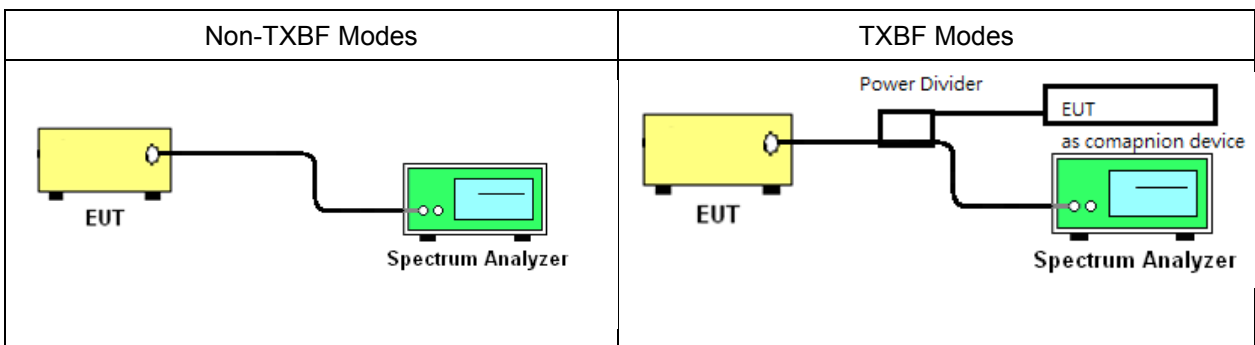 Non-TXBF Modes
TXBF Modes
EUT
Spectrum Analyzer
Power Divider
EUT
as comapnion device
EUT
Spectrum Analyzer